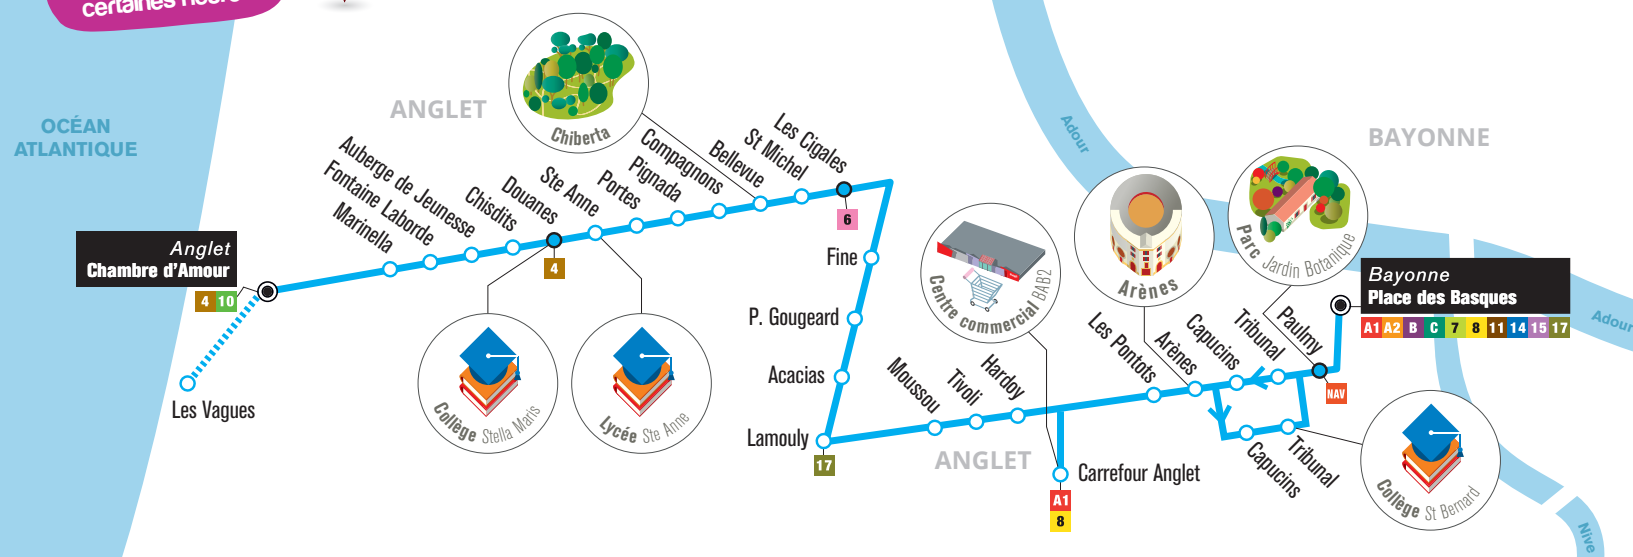 certaines
OCÉAN
ATLANTIQUE
ANGLET
Chiberta
Anglet
Chambre d'Amour
4 10
Les Vagues
Marinella
Fontaine Laborde
Auberge de Jeunesse
Chisdits
Douanes
4
Ste Anne
Portes
Pignada
Compagnons
Bellevue
St Michel
Les Cigales
6
Collège Stella Maris
Lycée Ste Anne
Fine
P. Gougeard
Acacias
Lamouly
17
Moussou
Tivoli
Hardoy
ANGLET
Centre commercial BAB2
Carrefour Anglet
A1
8
Les Pontots
Arènes
Arènes
Capucins
Tribunal
Paulmy
NAV
Capucins
Tribunal
Parc Jardin Botanique
Collège St Bernard
Adour
BAYONNE
Bayonne
Place des Basques
A1 A2 B C 7 8 11 14 15 17
Adour
Nive